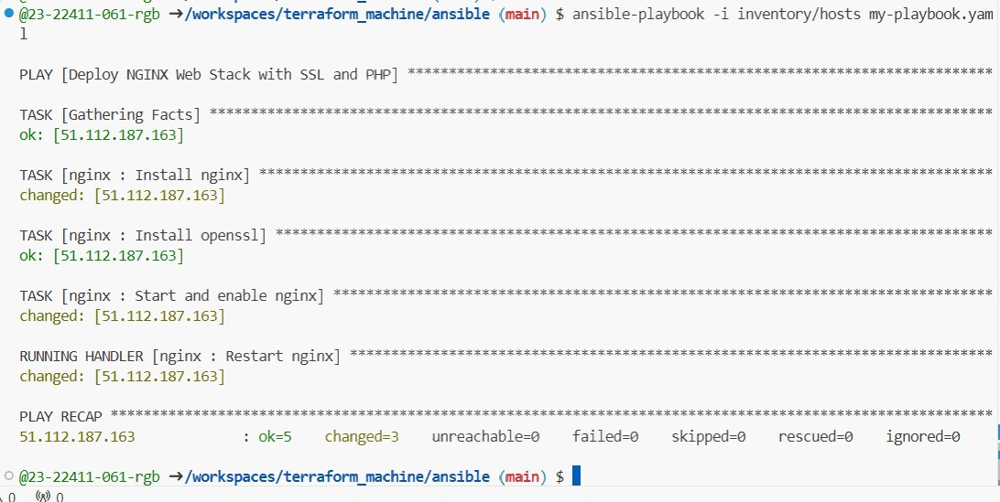 @23-22411-061-rgb ➜/workspaces/terraform_machine/ansible (main) $ ansible-playbook -i inventory/hosts my-playbook.yam
l
PLAY [Deploy NGINX Web Stack with SSL and PHP] ***********************************************************************
TASK [Gathering Facts] ***********************************************************************************************
ok: [51.112.187.163]
TASK [nginx : Install nginx] *****************************************************************************************
changed: [51.112.187.163]
TASK [nginx : Install openssl] ***************************************************************************************
ok: [51.112.187.163]
TASK [nginx : Start and enable nginx] ********************************************************************************
changed: [51.112.187.163]
RUNNING HANDLER [nginx : Restart nginx] ******************************************************************************
changed: [51.112.187.163]
PLAY RECAP ***********************************************************************************************************
51.112.187.163             : ok=5    changed=3    unreachable=0    failed=0    skipped=0    rescued=0    ignored=0
@23-22411-061-rgb ➜/workspaces/terraform_machine/ansible (main) $
0 0